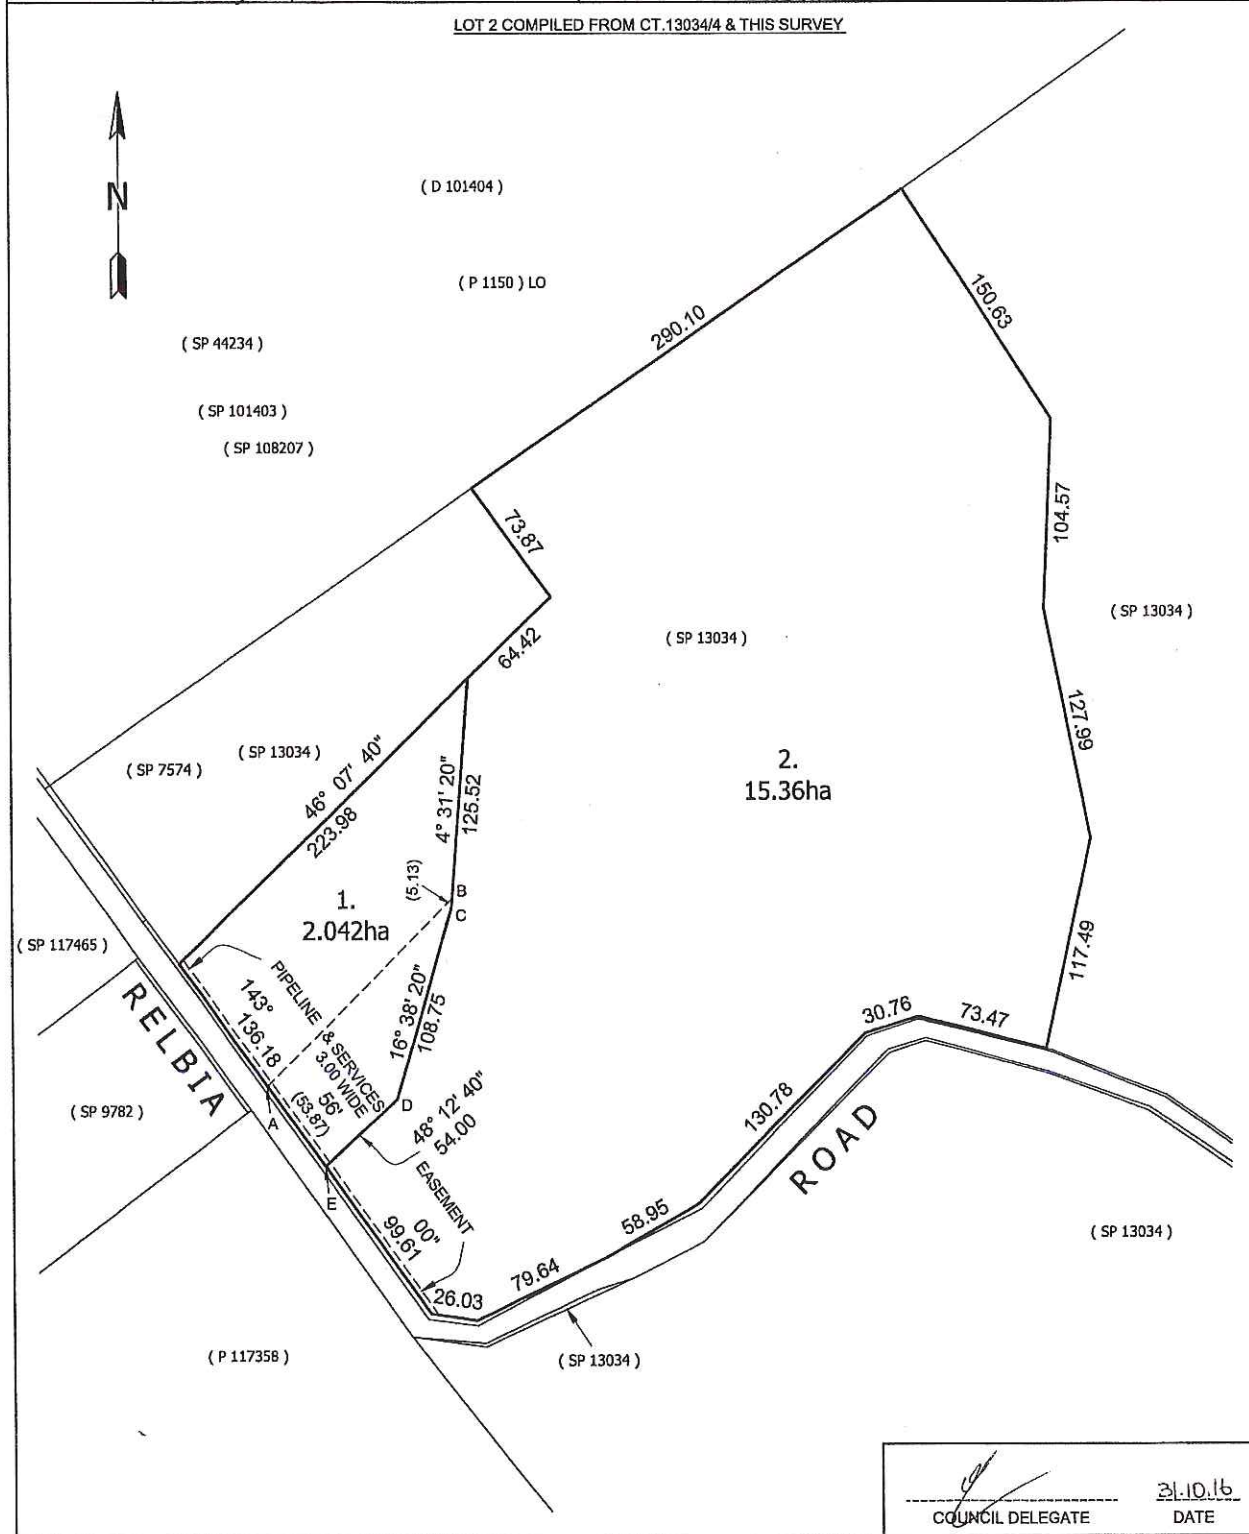 LOT 2 COMPILED FROM CT.13034/4 & THIS SURVEY
N
( D 101404 )
( P 1150 ) LO
( SP 44234 )
( SP 101403 )
( SP 108207 )
290.10
150.63
73.87
104.57
64.42
( SP 13034 )
( SP 13034 )
127.99
( SP 7574 )
( SP 13034 )
46° 07' 40"
223.98
4° 31' 20"
125.52
2.
15.36ha
(5.13)
B
C
1.
2.042ha
117.49
( SP 117465 )
RELBIA
143°
136.18
56'
(53.87)
PIPELINE & SERVICES
3.00 WIDE
16° 38' 20"
108.75
30.76
73.47
( SP 9782 )
A
D
48° 12' 40"
54.00
EASEMENT
130.78
ROAD
E
00"
99.61
58.95
( SP 13034 )
79.64
26.03
( P 117358 )
( SP 13034 )
31.10.16
COUNCIL DELEGATE
DATE